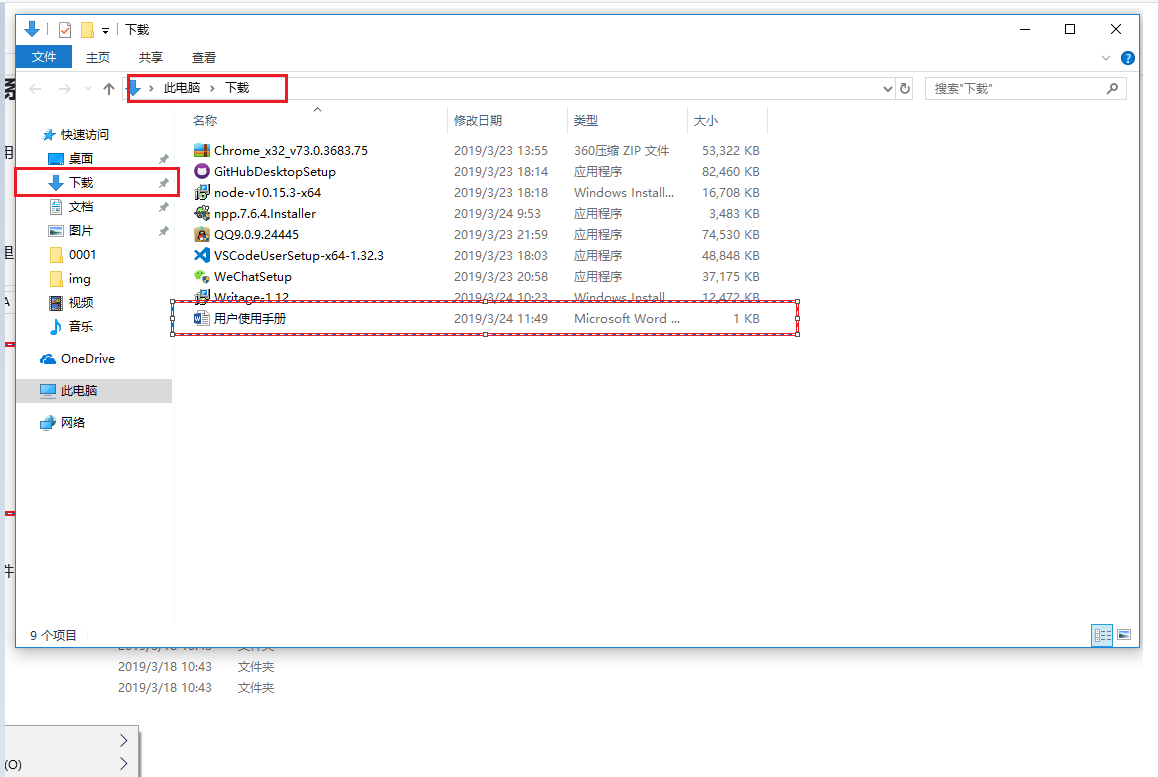 下载
文件 主页 共享 查看
此电脑 下载 搜索"下载"
快速访问
桌面
下载
文档
图片
0001
img
视频
音乐
OneDrive
此电脑
网络
名称 修改日期 类型 大小
Chrome_x32_v73.0.3683.75 2019/3/23 13:55 360压缩 ZIP 文件 53,322 KB
GitHubDesktopSetup 2019/3/23 18:14 应用程序 82,460 KB
node-v10.15.3-x64 2019/3/23 18:18 Windows Install... 16,708 KB
npp.7.6.4.Installer 2019/3/24 9:53 应用程序 3,483 KB
QQ9.0.9.24445 2019/3/23 21:59 应用程序 74,530 KB
VSCodeUserSetup-x64-1.32.3 2019/3/23 18:03 应用程序 48,848 KB
WeChatSetup 2019/3/23 20:58 应用程序 37,175 KB
Writage-1.12 2019/3/24 10:23 Windows Install... 12,472 KB
用户使用手册 2019/3/24 11:49 Microsoft Word ... 1 KB
9 个项目
2019/3/18 10:43 文件夹
2019/3/18 10:43 文件夹
2019/3/18 10:43 文件夹
(O)